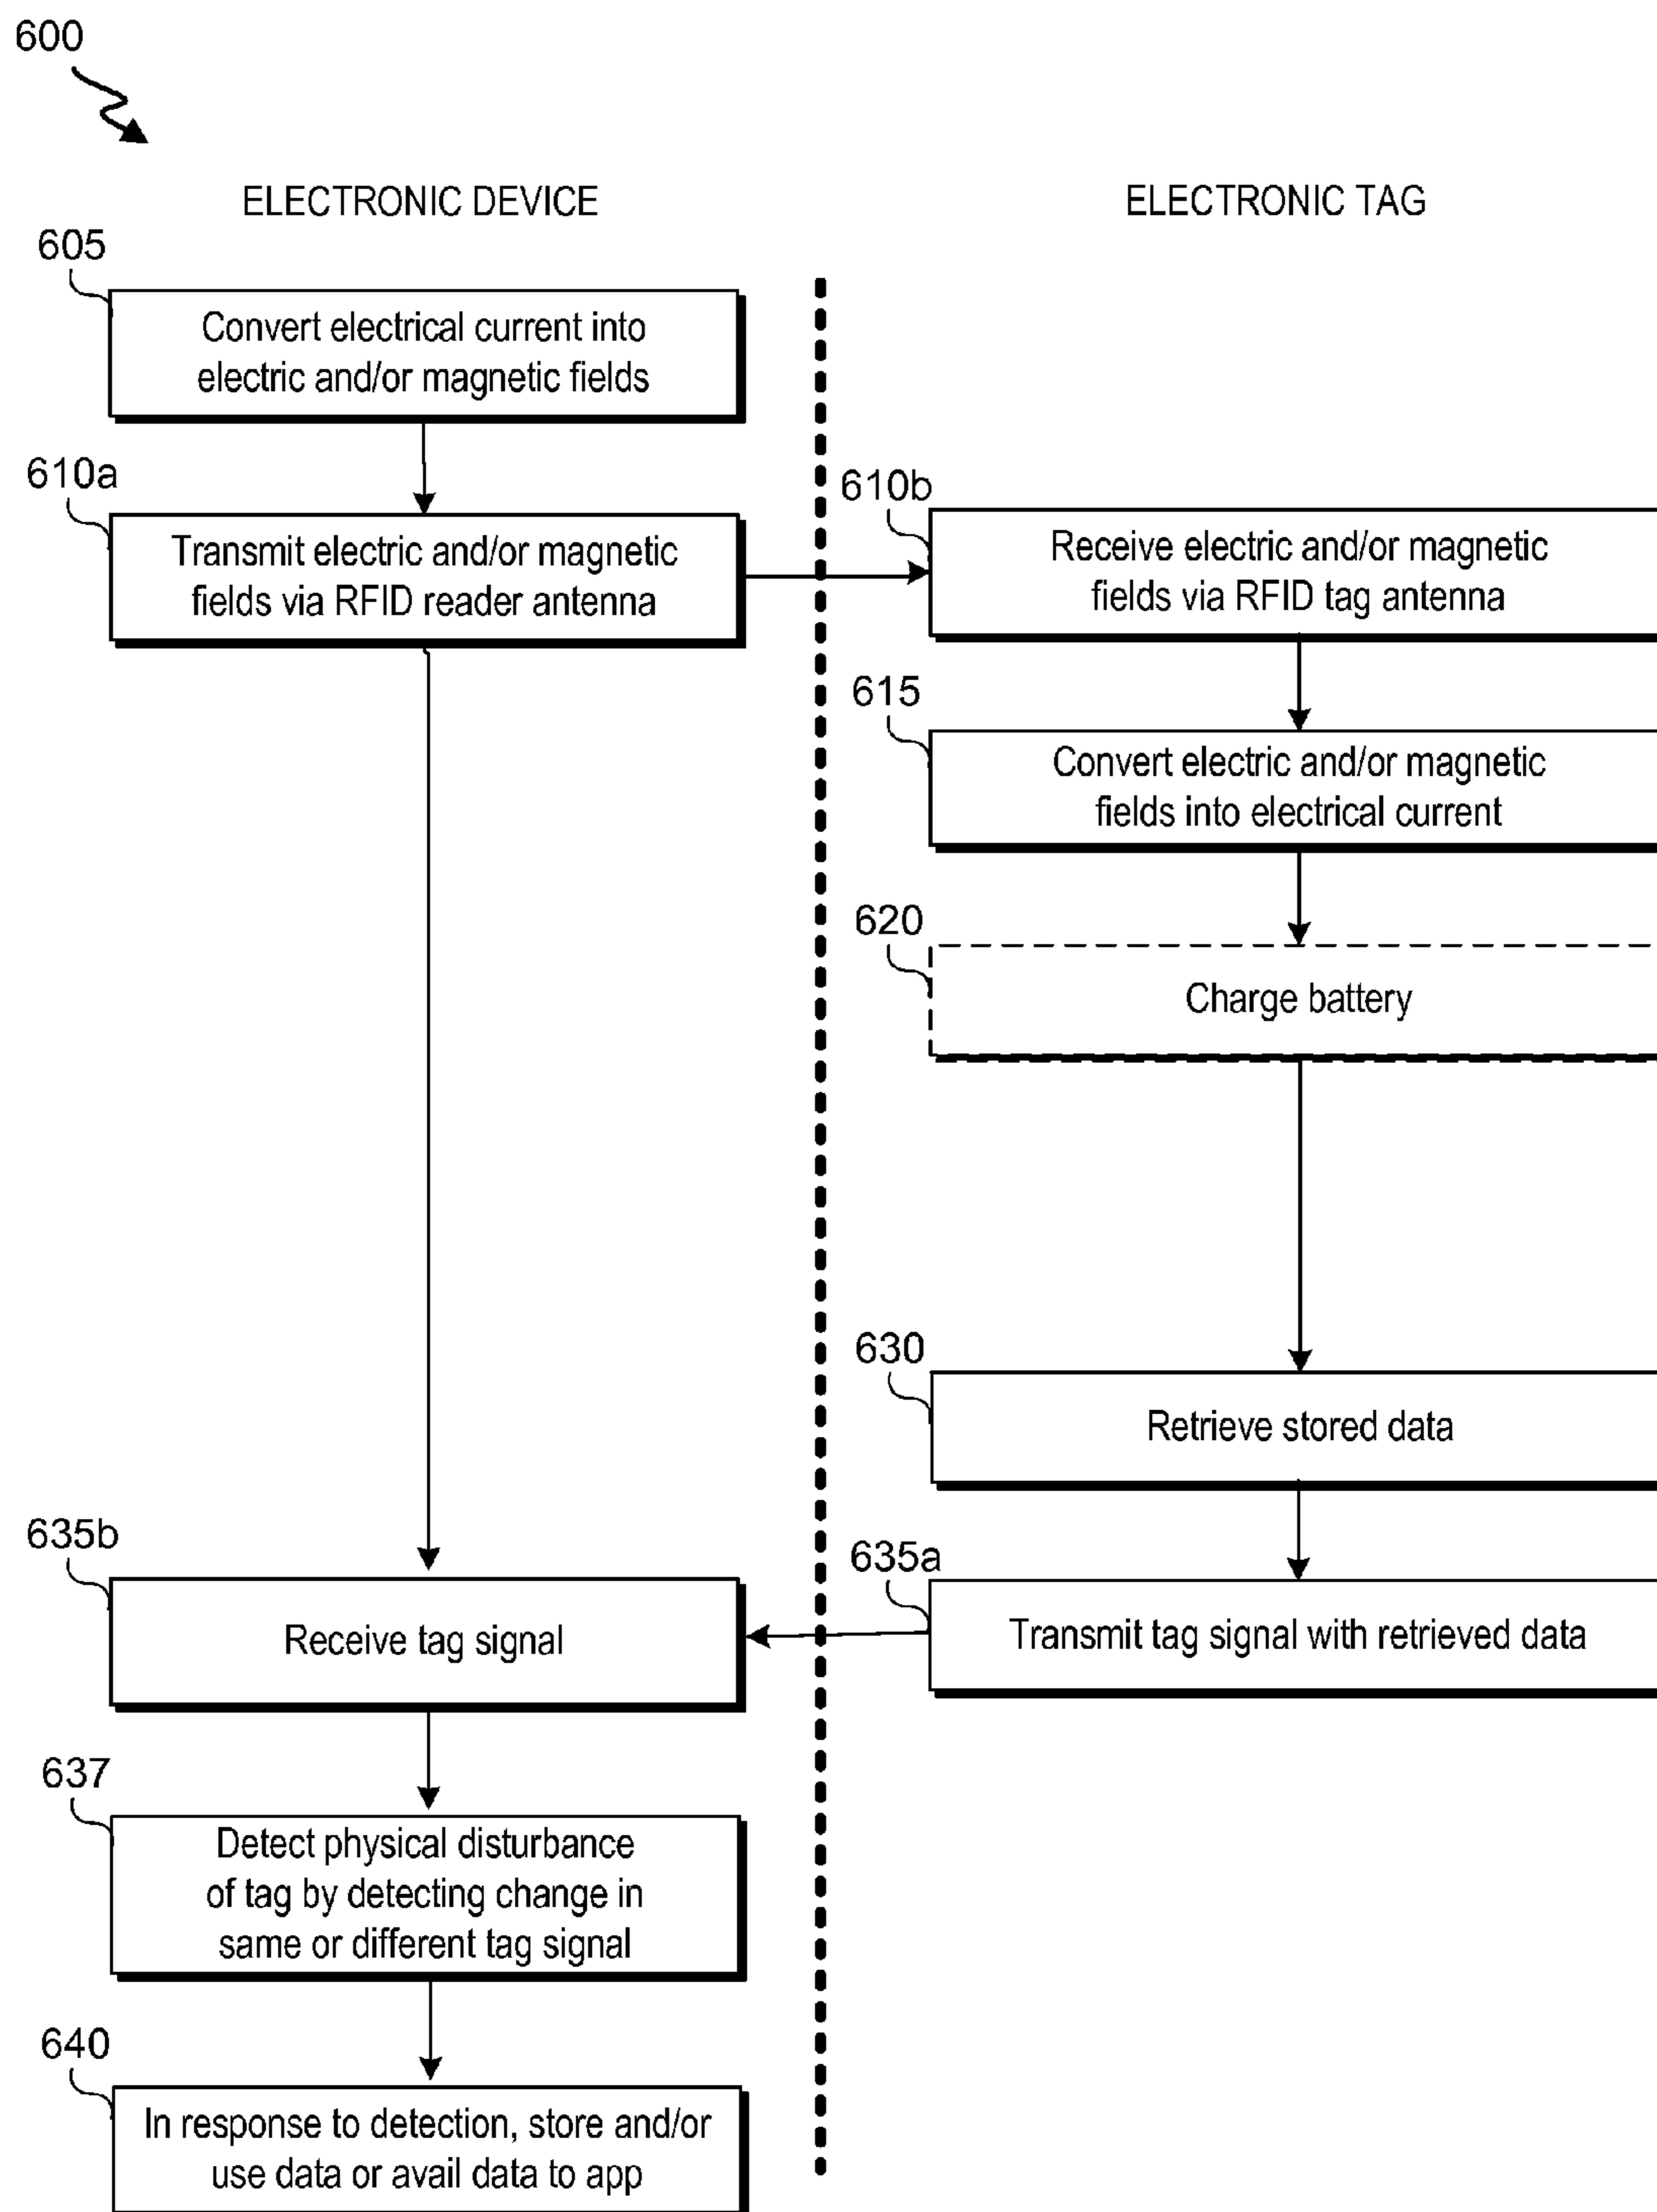 600
ELECTRONIC DEVICE
ELECTRONIC TAG
605
Convert electrical current into
electric and/or magnetic fields
610a
Transmit electric and/or magnetic
fields via RFID reader antenna
610b
Receive electric and/or magnetic
fields via RFID tag antenna
615
Convert electric and/or magnetic
fields into electrical current
620
Charge battery
630
Retrieve stored data
635a
Transmit tag signal with retrieved data
635b
Receive tag signal
637
Detect physical disturbance
of tag by detecting change in
same or different tag signal
640
In response to detection, store and/or
use data or avail data to app